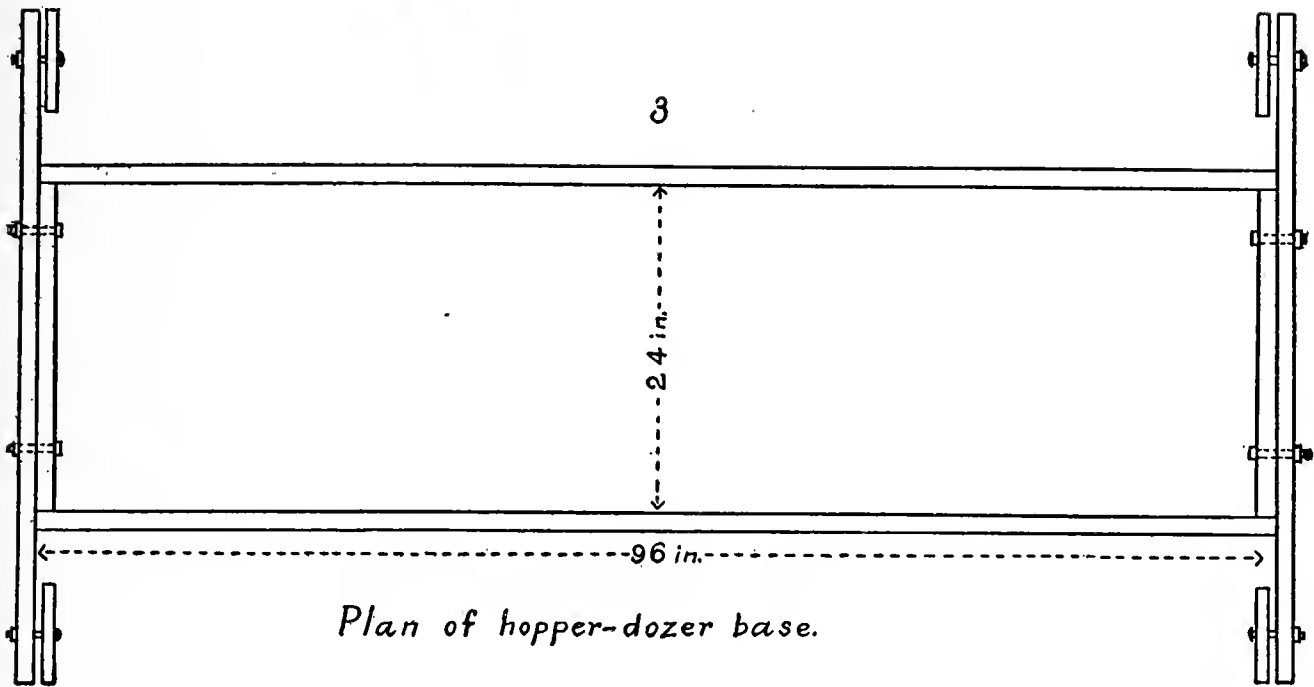 3
24 in.
96 in.
Plan of hopper-dozer base.